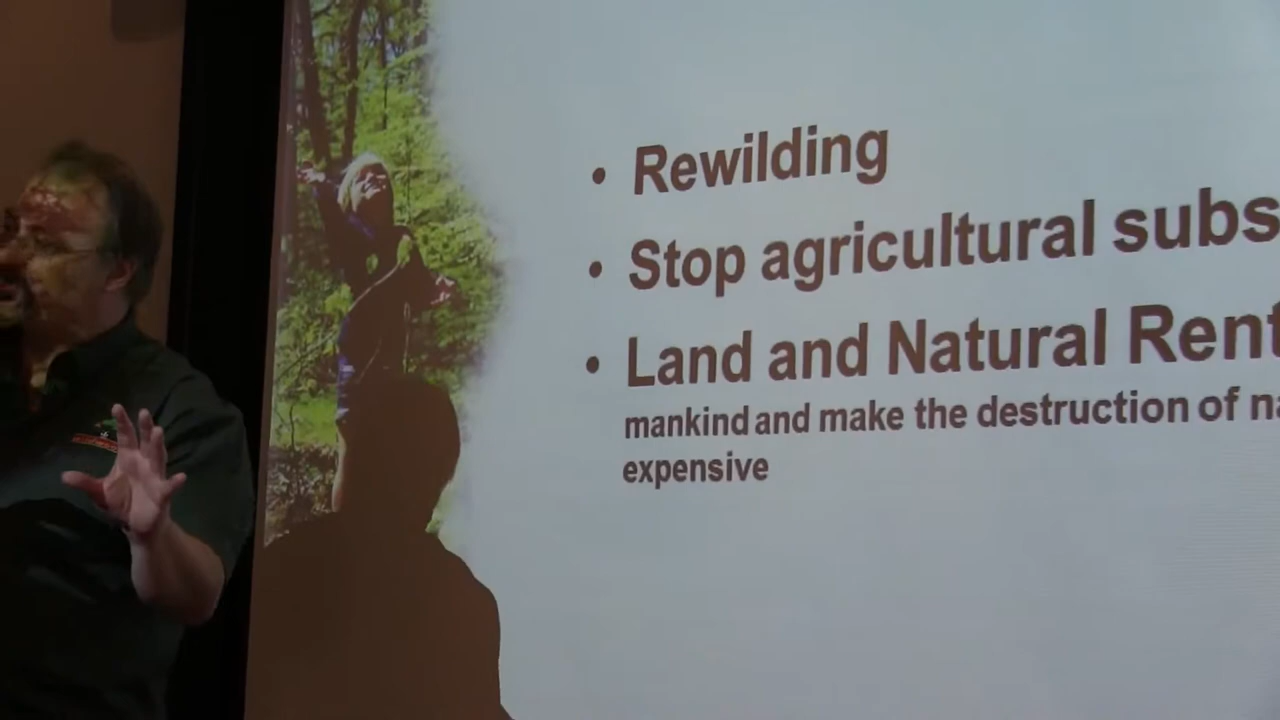 • Rewilding
• Stop agricultural subs
• Land and Natural Rent
mankind and make the destruction of na
expensive